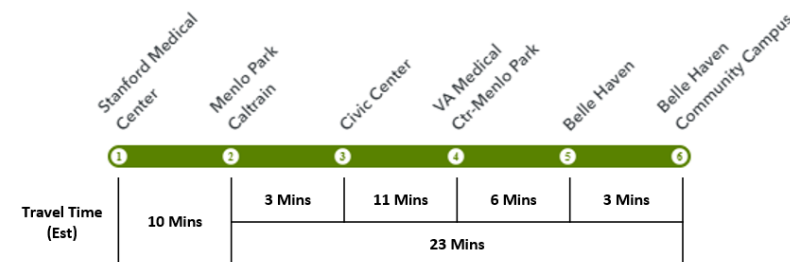 Stanford Medical
Center
Menlo Park
Caltrain
Civic Center
VA Medical
Ctr-Menlo Park
Belle Haven
Belle Haven
Community Campus
1 2 3 4 5 6
Travel Time
(Est)
10 Mins
3 Mins 11 Mins 6 Mins 3 Mins
23 Mins